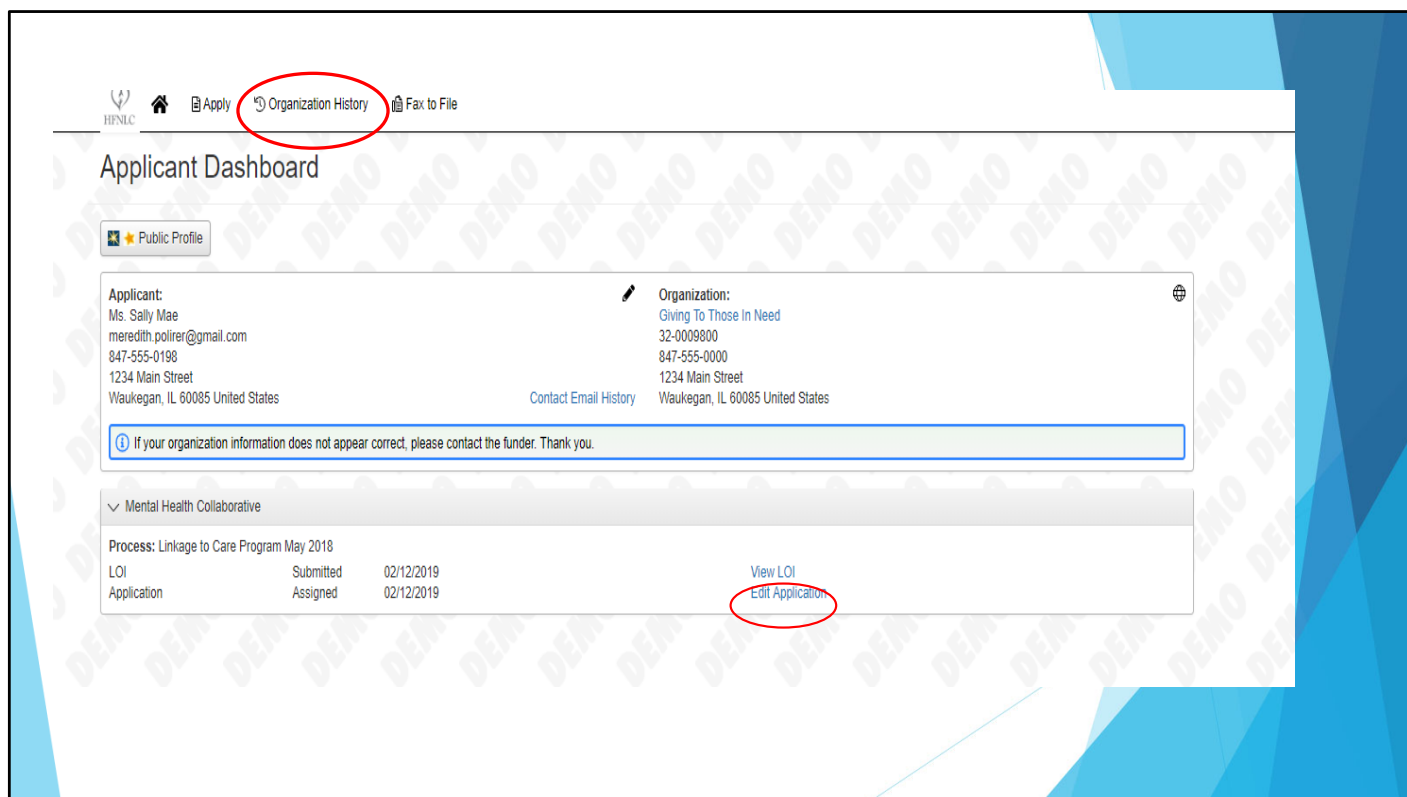 HFNLC
Apply Organization History Fax to File
Applicant Dashboard
Public Profile
Applicant:
Ms. Sally Mae
meredith.polirer@gmail.com
847-555-0198
1234 Main Street
Waukegan, IL 60085 United States
Contact Email History
Organization:
Giving To Those In Need
32-0009800
847-555-0000
1234 Main Street
Waukegan, IL 60085 United States
If your organization information does not appear correct, please contact the funder. Thank you.
Mental Health Collaborative
Process: Linkage to Care Program May 2018
LOI Submitted 02/12/2019 View LOI
Application Assigned 02/12/2019 Edit Application
DEMO